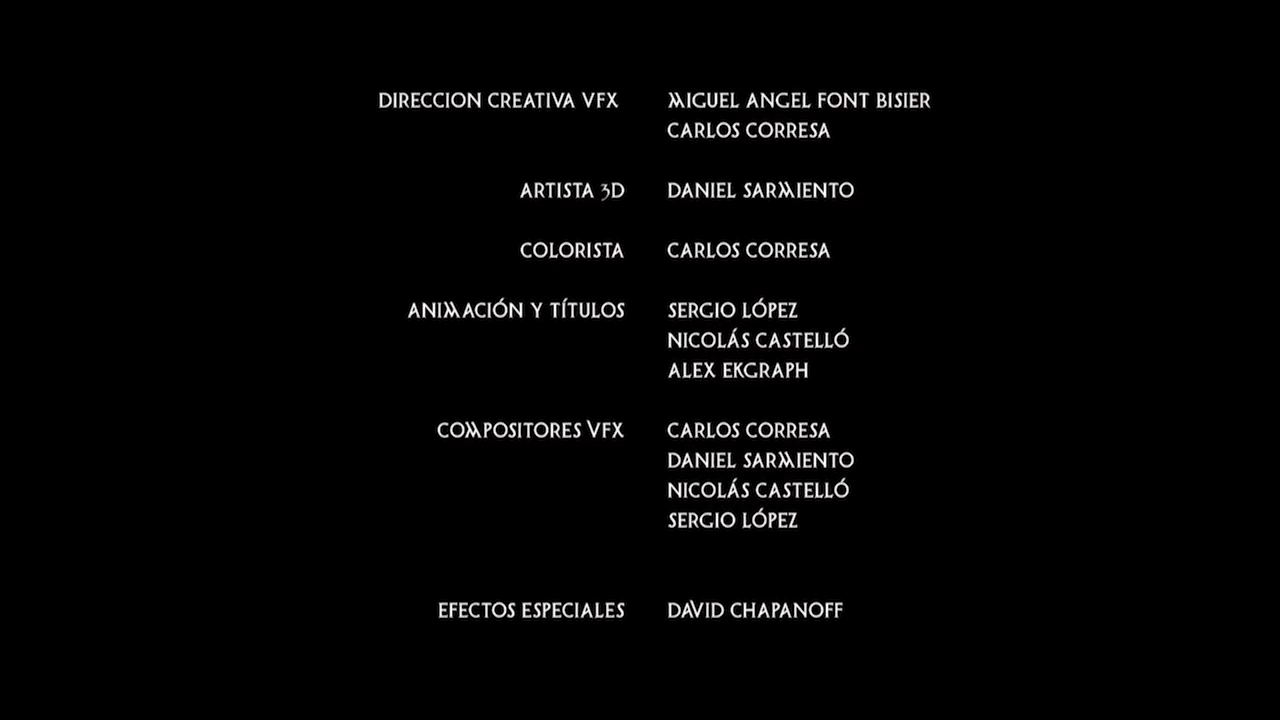 DIRECCION CREATIVA VFX MIGUEL ANGEL FONT BISIER
CARLOS CORRESA
ARTISTA 3D DANIEL SARMIENTO
COLORISTA CARLOS CORRESA
ANIMACIÓN Y TÍTULOS SERGIO LÓPEZ
NICOLÁS CASTELLÓ
ALEX EKGRAPH
COMPOSITORES VFX CARLOS CORRESA
DANIEL SARMIENTO
NICOLÁS CASTELLÓ
SERGIO LÓPEZ
EFECTOS ESPECIALES DAVID CHAPANOFF